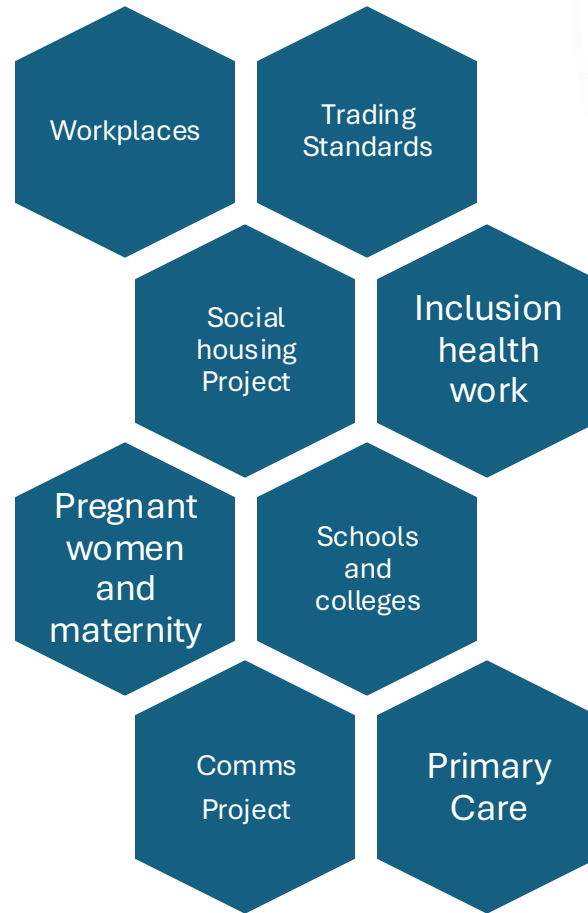 Workplaces
Trading
Standards
Social
housing
Project
Inclusion
health
work
Pregnant
women
and
maternity
Schools
and
colleges
Comms
Project
Primary
Care